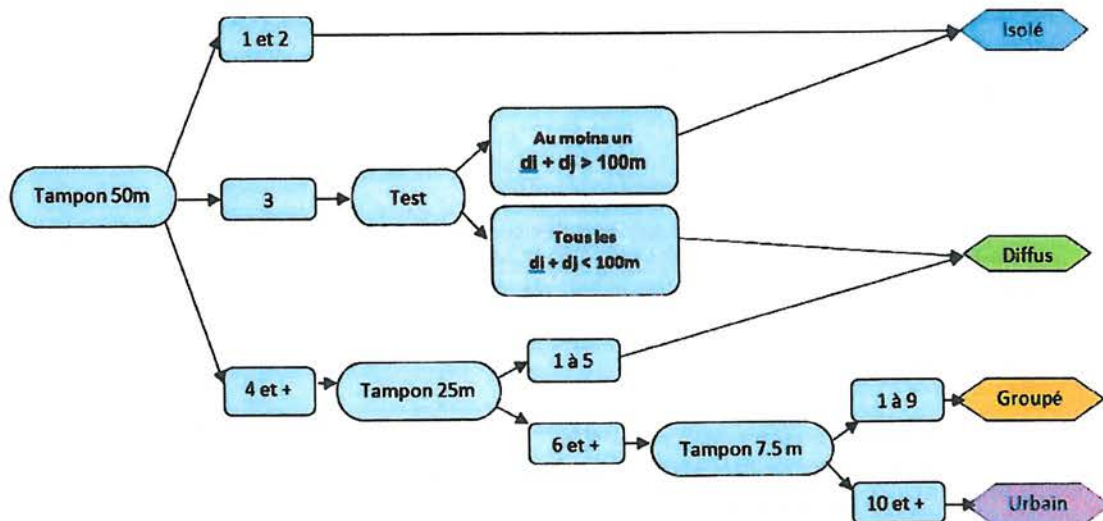 1 et 2
Isolé
Au moins un
di + dj > 100m
Tampon 50m
3
Test
Tous les
di + dj < 100m
Diffus
1 à 5
4 et +
Tampon 25m
1 à 9
Groupé
6 et +
Tampon 7.5 m
10 et +
Urbain